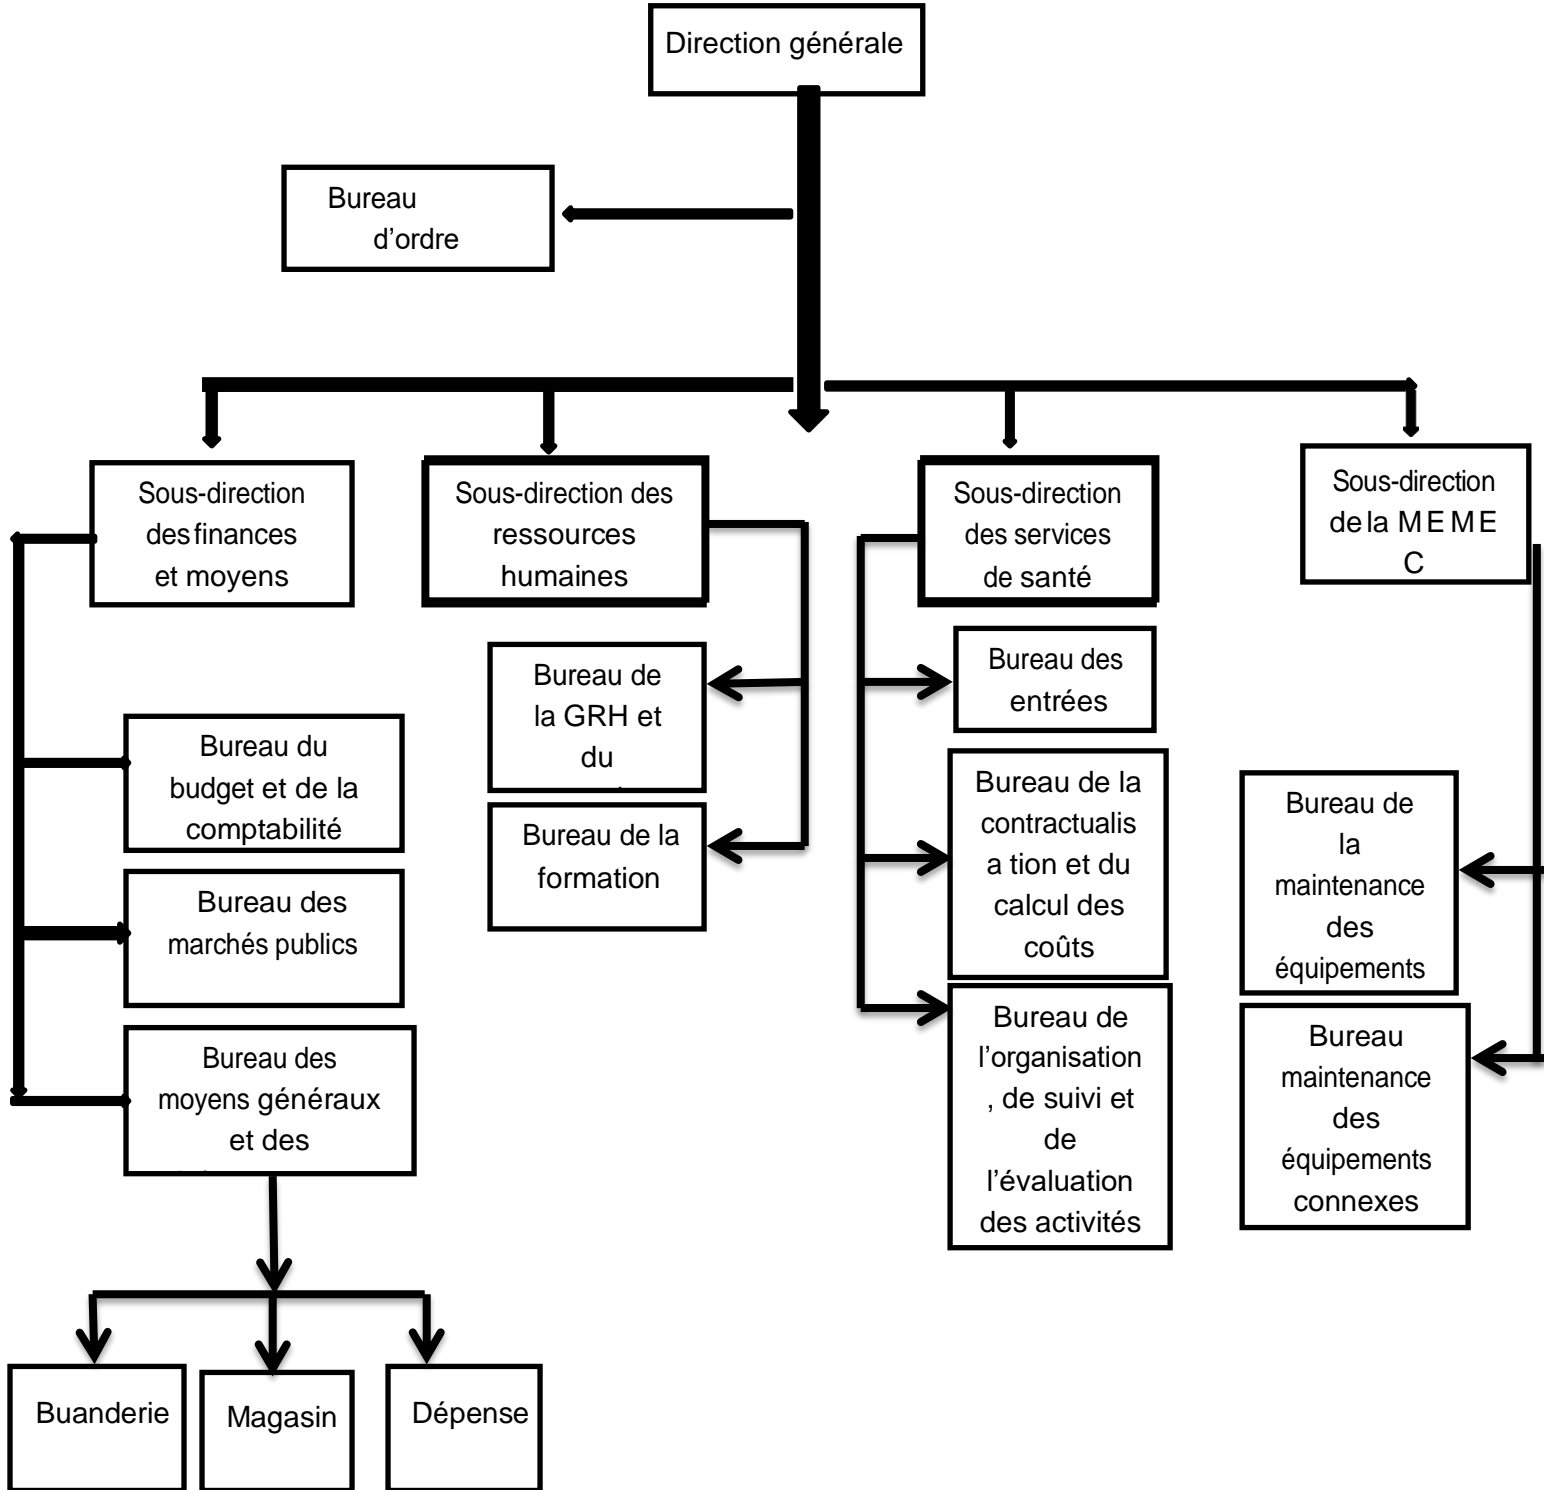 Direction générale
Bureau
d’ordre
Sous-direction
des finances
et moyens
Sous-direction des
ressources
humaines
Sous-direction
des services
de santé
Sous-direction
de la M E M E
C
Bureau du
budget et de la
comptabilité
Bureau des
marchés publics
Bureau des
moyens généraux
et des
Bureau de
la GRH et
du
Bureau de la
formation
Bureau des
entrées
Bureau de la
contractualis
a tion et du
calcul des
coûts
Bureau de
l’organisation
, de suivi et
de
l’évaluation
des activités
Bureau de
la
maintenance
des
équipements
Bureau
maintenance
des
équipements
connexes
Buanderie
Magasin
Dépense